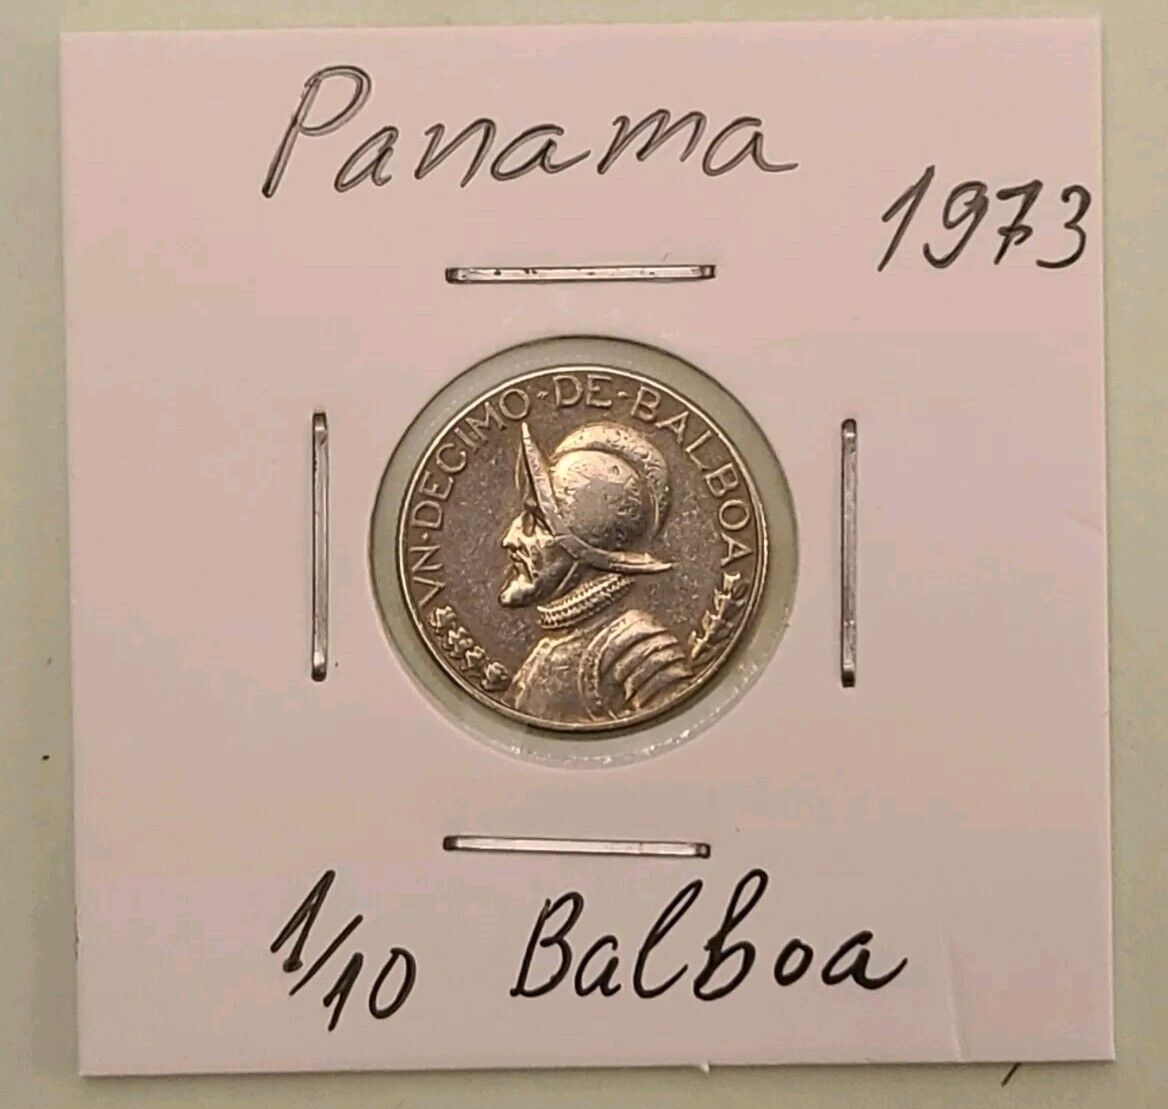 Panama
1973
VN·DECIMO·DE·BALBOA
1/10 Balboa